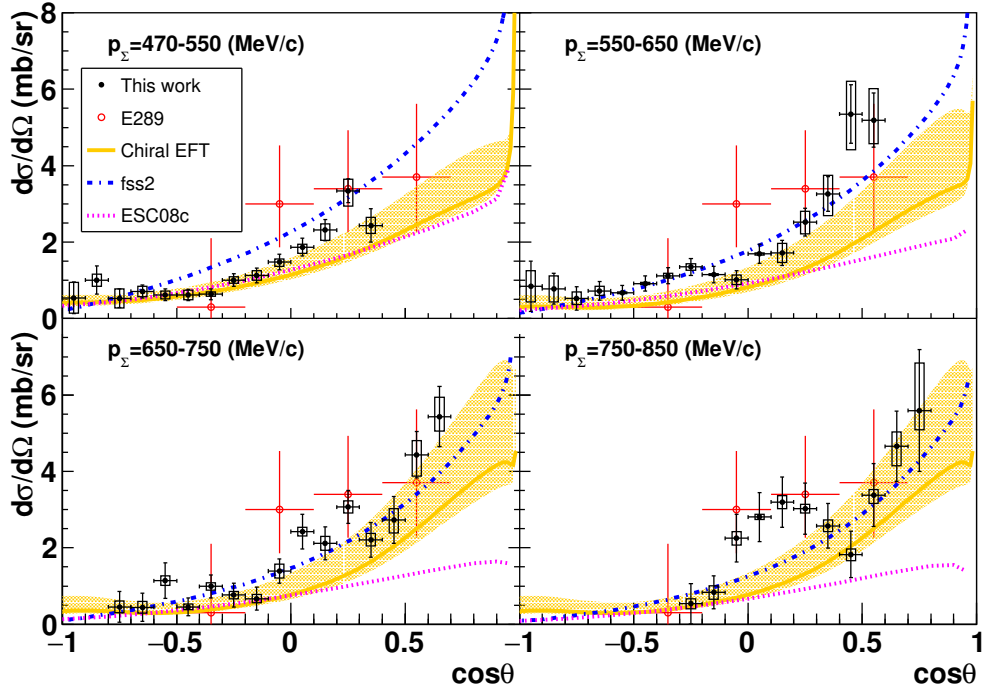 dσ/dΩ (mb/sr)
8
6
4
2
0
p_Σ=470-550 (MeV/c)
This work
E289
Chiral EFT
fss2
ESC08c
p_Σ=550-650 (MeV/c)
dσ/dΩ (mb/sr)
6
4
2
0
p_Σ=650-750 (MeV/c)
p_Σ=750-850 (MeV/c)
−1 −0.5 0 0.5 −1 −0.5 0 0.5 1
cosθ cosθ